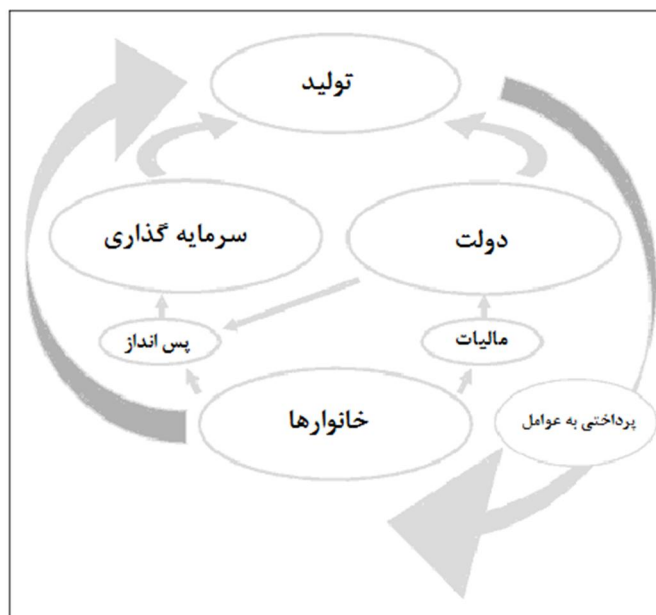 تولید
دولت
سرمایه گذاری
مالیات
پس انداز
خانوارها
پرداختی به عوامل